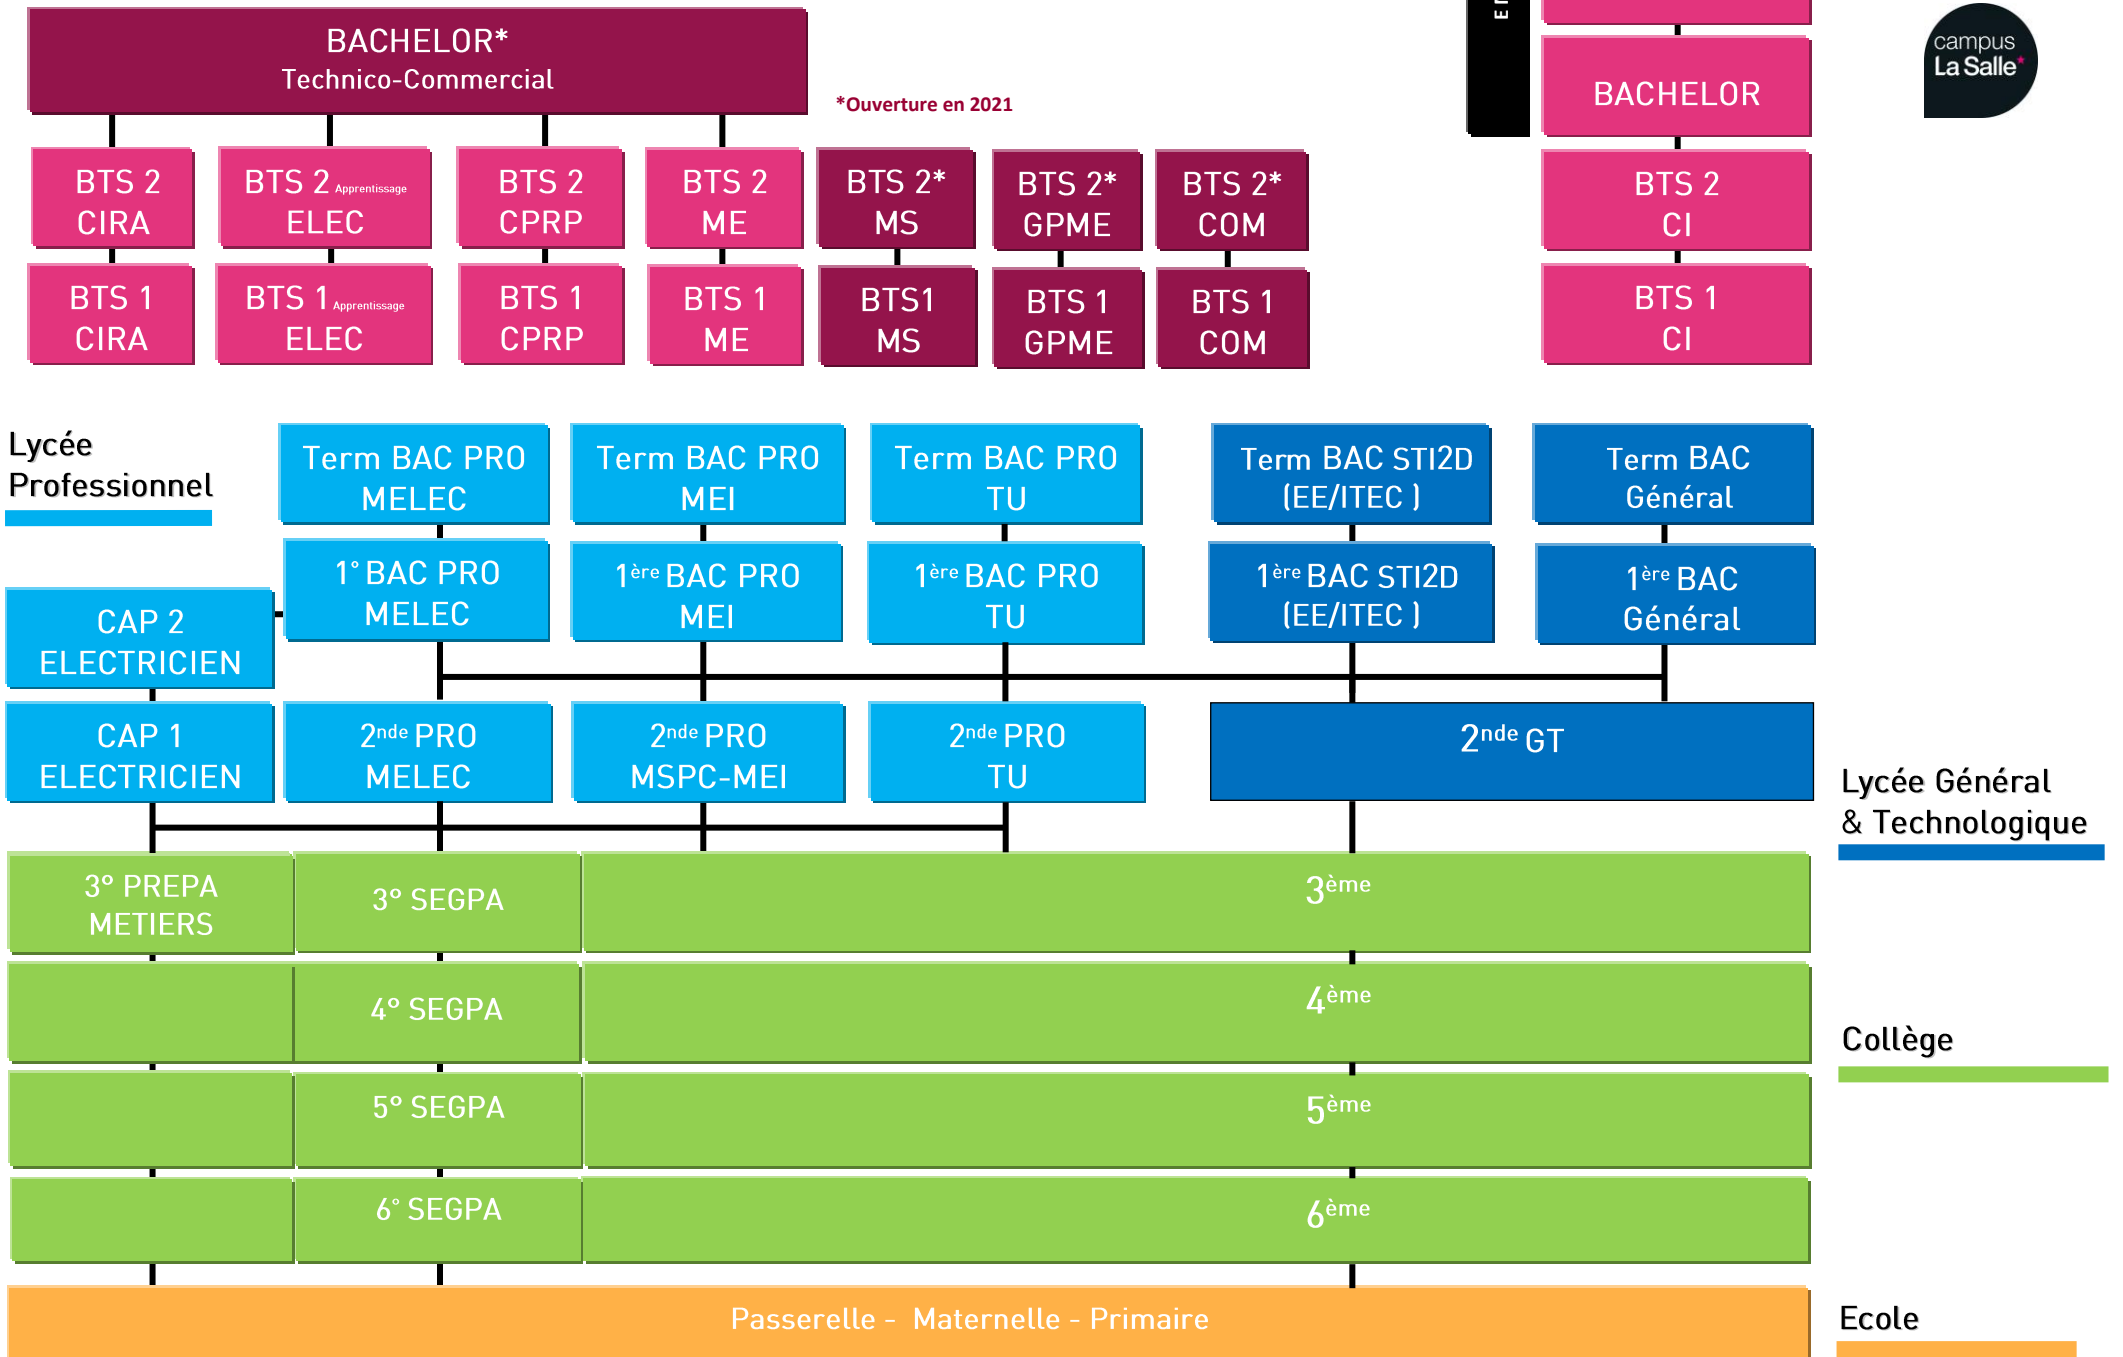 BACHELOR*
Technico-Commercial
*Ouverture en 2021
BACHELOR
campus
La Salle*
BTS 2
CIRA
BTS 2 Apprentissage
ELEC
BTS 2
CPRP
BTS 2
ME
BTS 2*
MS
BTS 2*
GPME
BTS 2*
COM
BTS 2
CI
BTS 1
CIRA
BTS 1 Apprentissage
ELEC
BTS 1
CPRP
BTS 1
ME
BTS1
MS
BTS 1
GPME
BTS 1
COM
BTS 1
CI
Lycée
Professionnel
Term BAC PRO
MELEC
Term BAC PRO
MEI
Term BAC PRO
TU
Term BAC STI2D
(EE/ITEC )
Term BAC
Général
1° BAC PRO
MELEC
1ère BAC PRO
MEI
1ère BAC PRO
TU
1ère BAC STI2D
(EE/ITEC )
1ère BAC
Général
CAP 2
ELECTRICIEN
CAP 1
ELECTRICIEN
2nde PRO
MELEC
2nde PRO
MSPC-MEI
2nde PRO
TU
2nde GT
Lycée Général
& Technologique
3° PREPA
METIERS
3° SEGPA
3ème
4° SEGPA
4ème
Collège
5° SEGPA
5ème
6° SEGPA
6ème
Passerelle - Maternelle - Primaire
Ecole